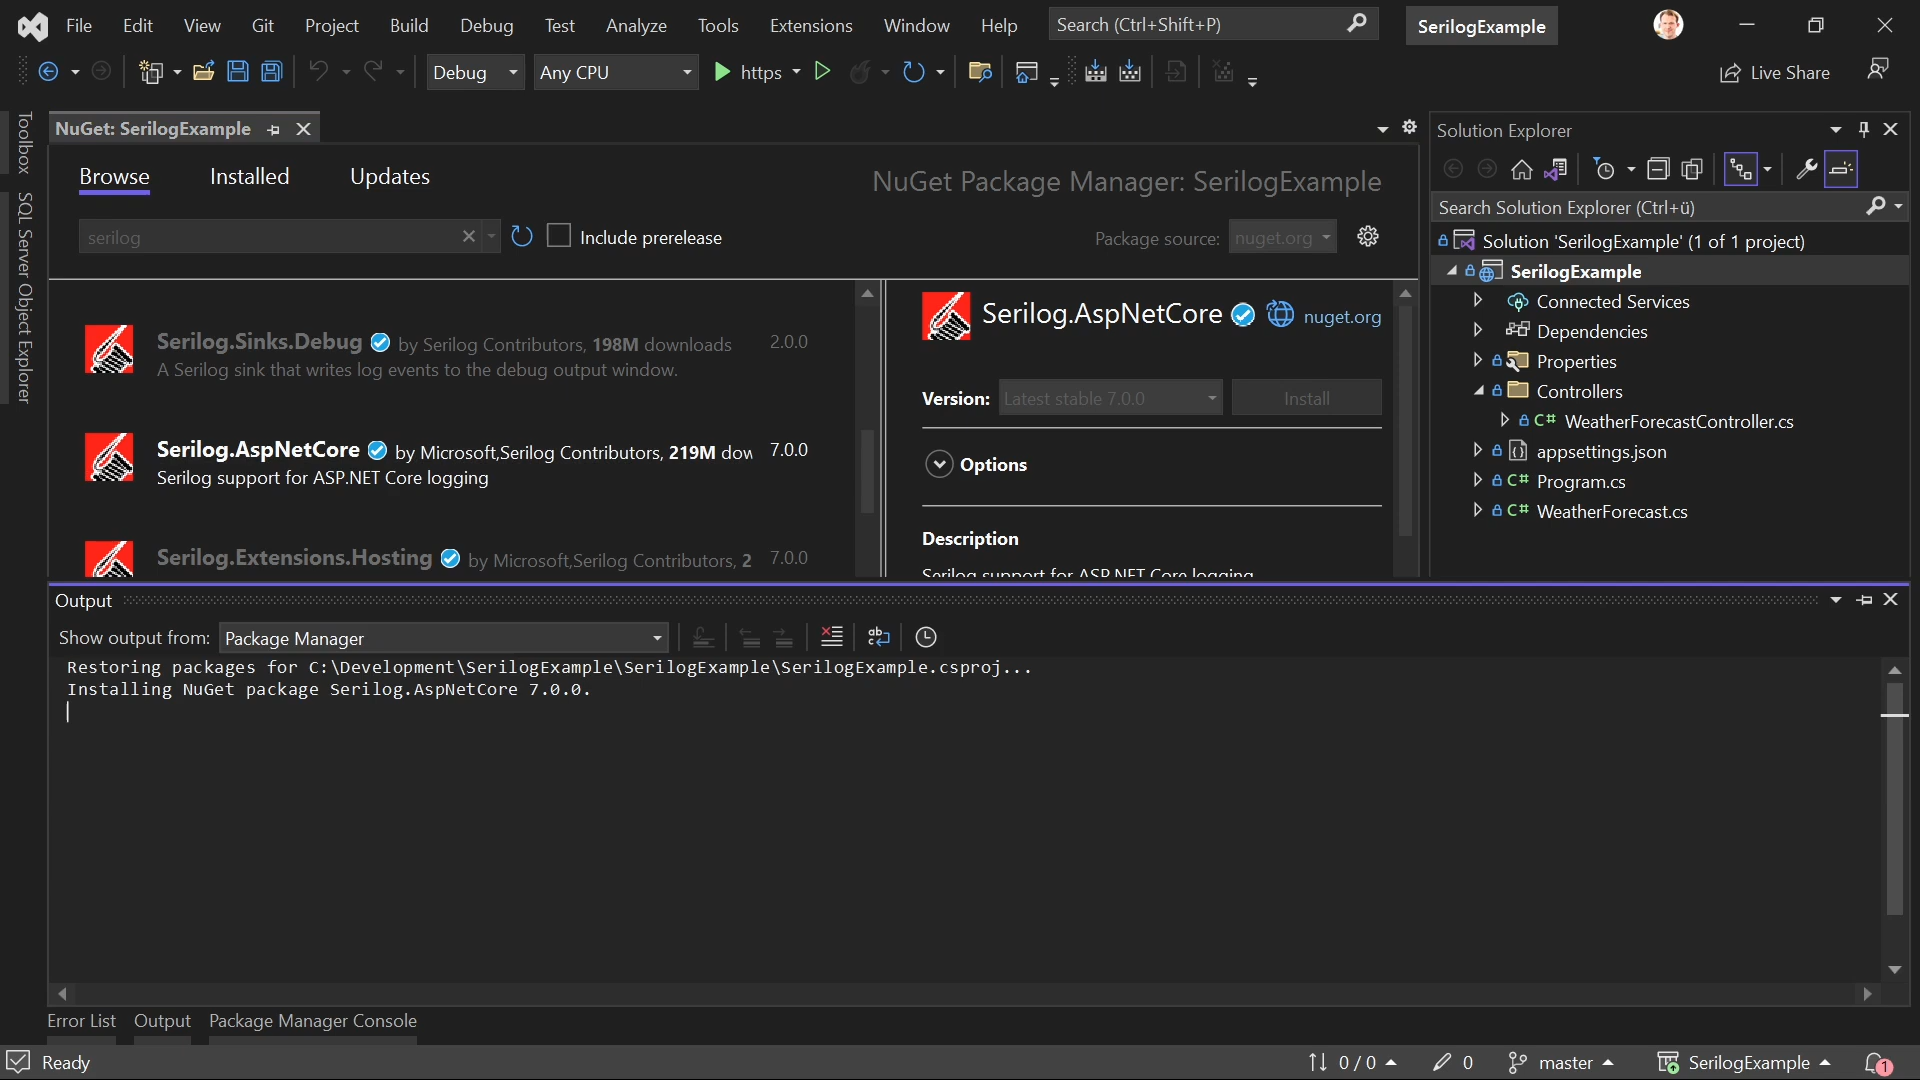 File Edit View Git Project Build Debug Test Analyze Tools Extensions Window Help Search (Ctrl+Shift+P) SerilogExample
Debug Any CPU https Live Share
Toolbox
SQL Server Object Explorer
NuGet: SerilogExample
Browse Installed Updates
NuGet Package Manager: SerilogExample
serilog Include prerelease Package source: nuget.org
Serilog.Sinks.Debug by Serilog Contributors, 198M downloads 2.0.0
A Serilog sink that writes log events to the debug output window.
Serilog.AspNetCore by Microsoft,Serilog Contributors, 219M dow 7.0.0
Serilog support for ASP.NET Core logging
Serilog.Extensions.Hosting by Microsoft,Serilog Contributors, 2 7.0.0
Serilog.AspNetCore nuget.org
Version: Latest stable 7.0.0 Install
Options
Description
Serilog support for ASP.NET Core logging
Solution Explorer
Search Solution Explorer (Ctrl+ü)
Solution 'SerilogExample' (1 of 1 project)
SerilogExample
Connected Services
Dependencies
Properties
Controllers
C# WeatherForecastController.cs
appsettings.json
C# Program.cs
C# WeatherForecast.cs
Output
Show output from: Package Manager
Restoring packages for C:\Development\SerilogExample\SerilogExample\SerilogExample.csproj...
Installing NuGet package Serilog.AspNetCore 7.0.0.
Error List Output Package Manager Console
Ready 0 / 0 0 master SerilogExample 1